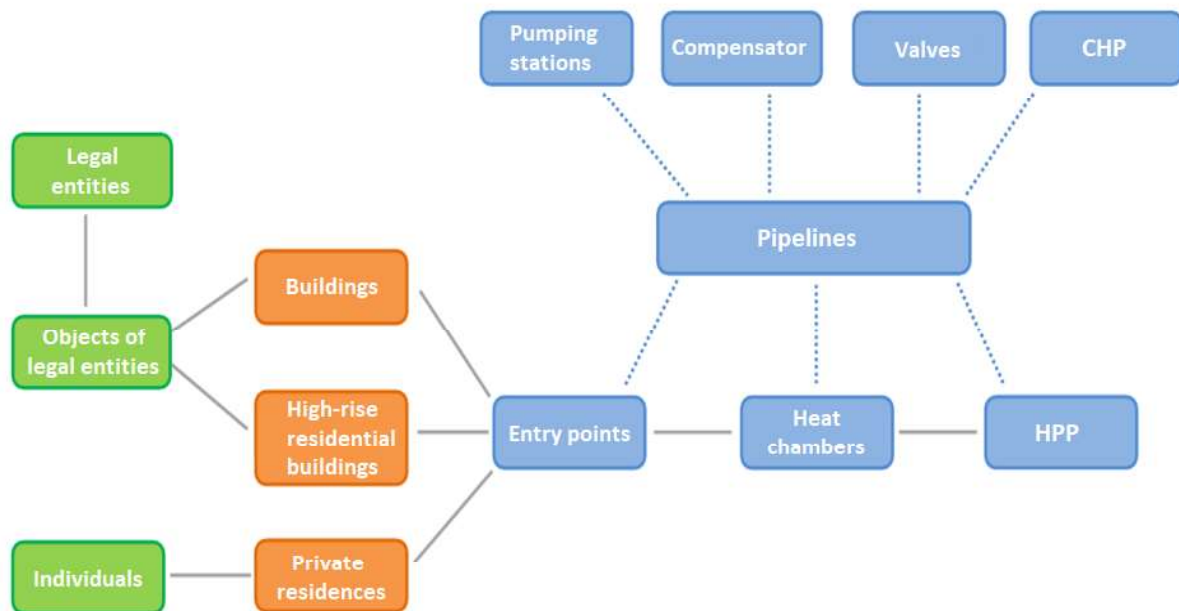 Pumping
stations
Compensator
Valves
CHP
Legal
entities
Pipelines
Buildings
Objects of
legal entities
High-rise
residential
buildings
Entry points
Heat
chambers
HPP
Individuals
Private
residences